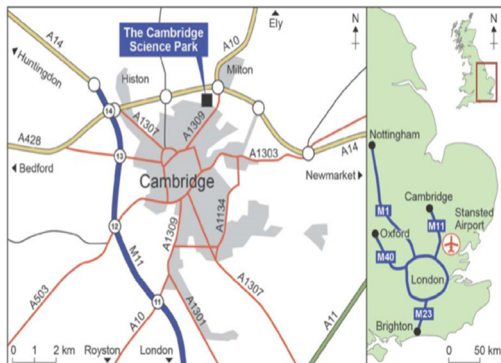 The Cambridge
Science Park
A10
Ely
N
A14
Huntingdon
Histon
Milton
14
A1307
A1309
A428
Bedford
13
A1303
A14
Newmarket
Cambridge
A1134
12
A1309
M11
A603
11
A10
A1301
A1307
A11
Royston
London
0 1 2 km
N
Nottingham
Cambridge
Stansted
Airport
M1
M11
Oxford
M40
London
M23
Brighton
0 50 km